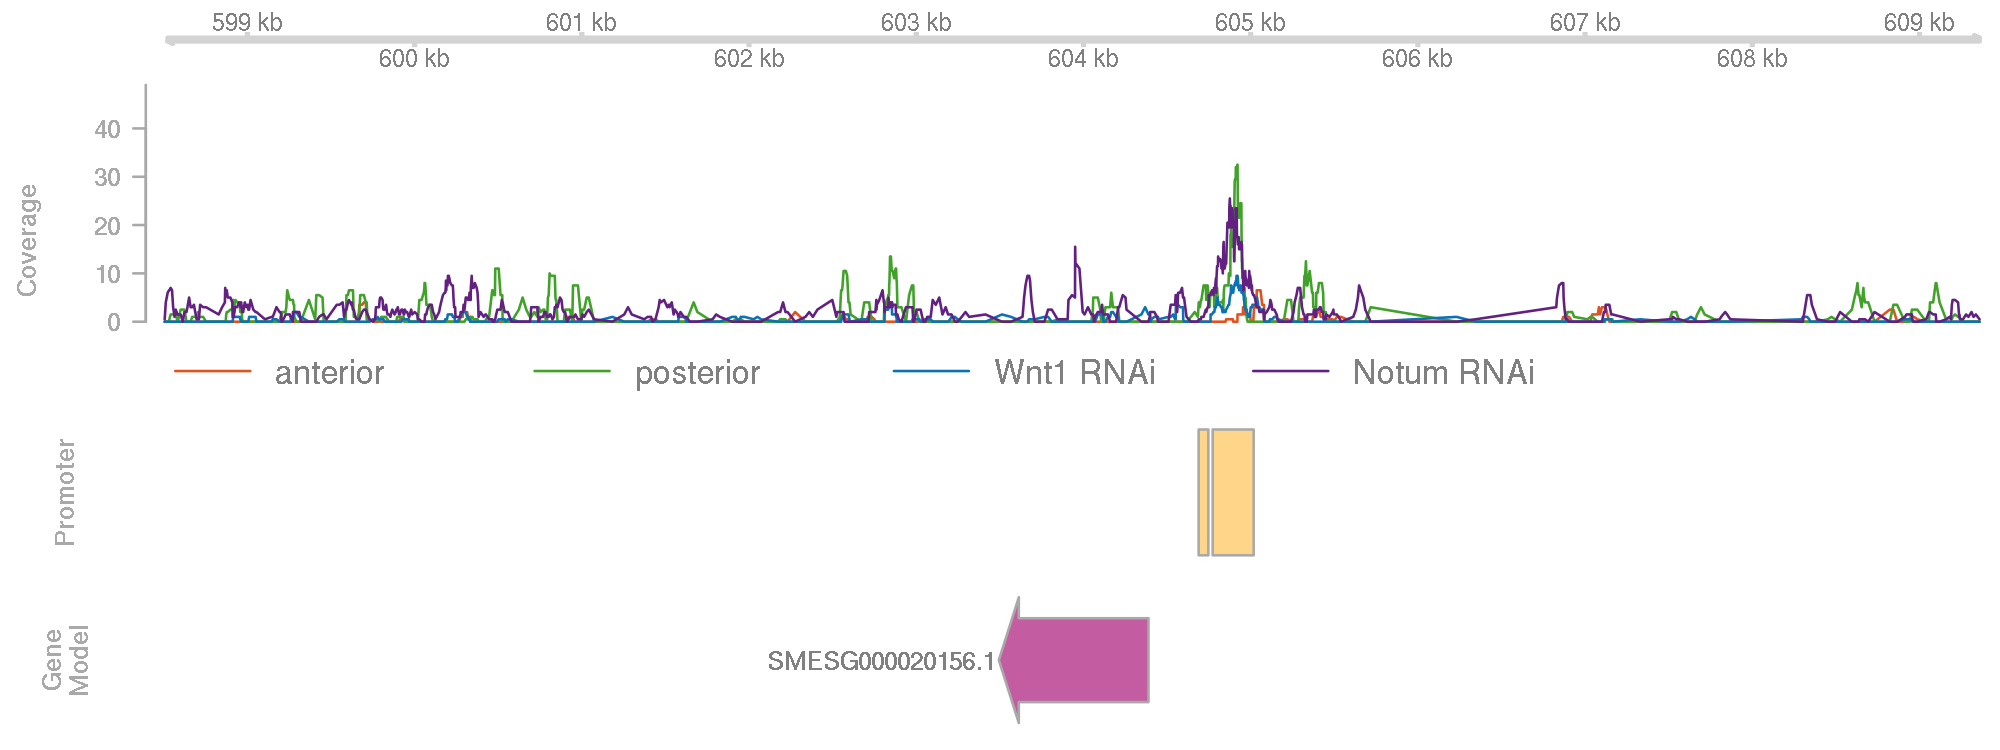 599 kb 601 kb 603 kb 605 kb 607 kb 609 kb
600 kb 602 kb 604 kb 606 kb 608 kb
Coverage
40
30
20
10
0
anterior posterior Wnt1 RNAi Notum RNAi
Promoter
Gene
Model
SMESG000020156.1